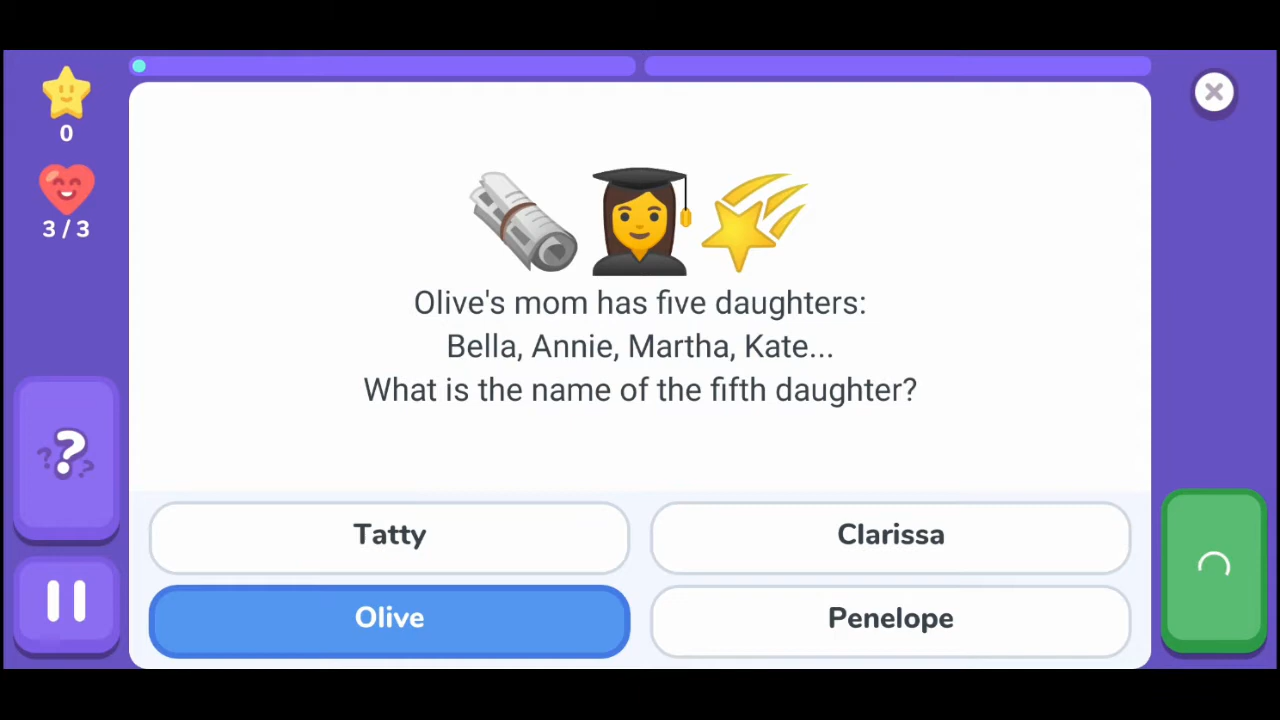 0
3 / 3
Olive's mom has five daughters:
Bella, Annie, Martha, Kate...
What is the name of the fifth daughter?
? ? ?
Tatty
Clarissa
Olive
Penelope